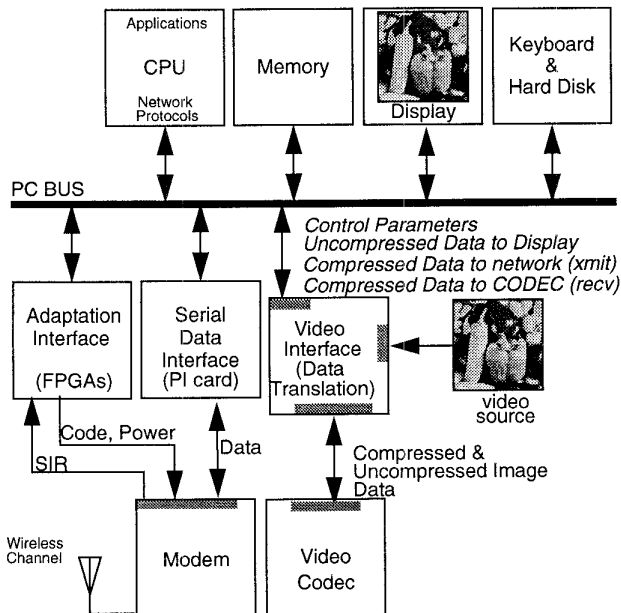 Applications
CPU
Network
Protocols
Memory
Display
Keyboard
&
Hard Disk
PC BUS
Control Parameters
Uncompressed Data to Display
Compressed Data to network (xmit)
Compressed Data to CODEC (recv)
Adaptation
Interface
(FPGAs)
Serial
Data
Interface
(PI card)
Video
Interface
(Data
Translation)
video
source
Code, Power
SIR
Data
Compressed &
Uncompressed Image
Data
Wireless
Channel
Modem
Video
Codec